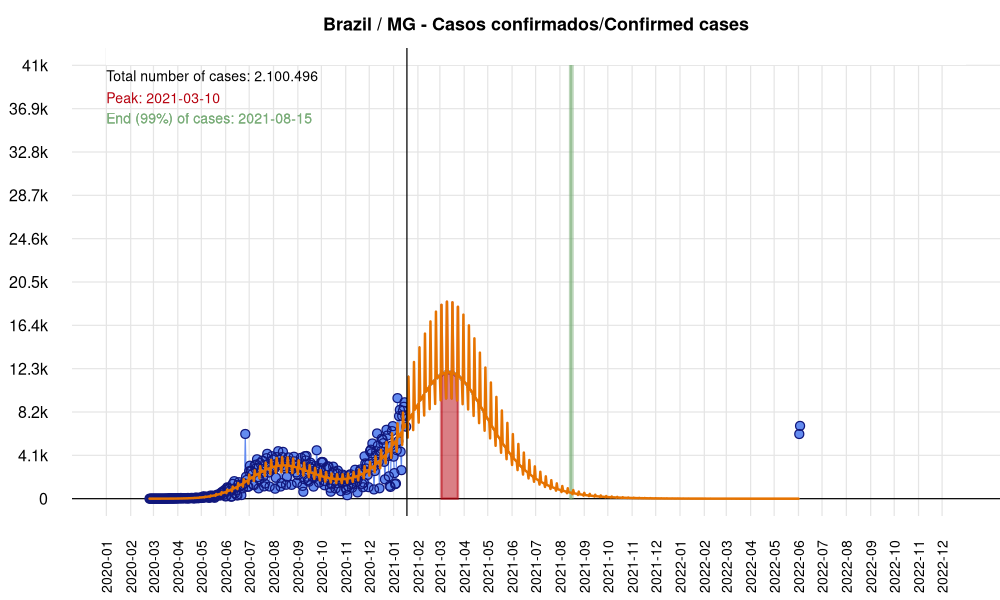 Brazil / MG - Casos confirmados/Confirmed cases
41k
Total number of cases: 2.100.496
Peak: 2021-03-10
36.9k
End (99%) of cases: 2021-08-15
32.8k
28.7k
24.6k
20.5k
16.4k
12.3k
8.2k
4.1k
0
2020-01
2020-02
2020-03
2020-04
2020-05
2020-06
2020-07
2020-08
2020-09
2020-10
2020-11
2020-12
2021-01
2021-02
2021-03
2021-04
2021-05
2021-06
2021-07
2021-08
2021-09
2021-10
2021-11
2021-12
2022-01
2022-02
2022-03
2022-04
2022-05
2022-06
2022-07
2022-08
2022-09
2022-10
2022-11
2022-12